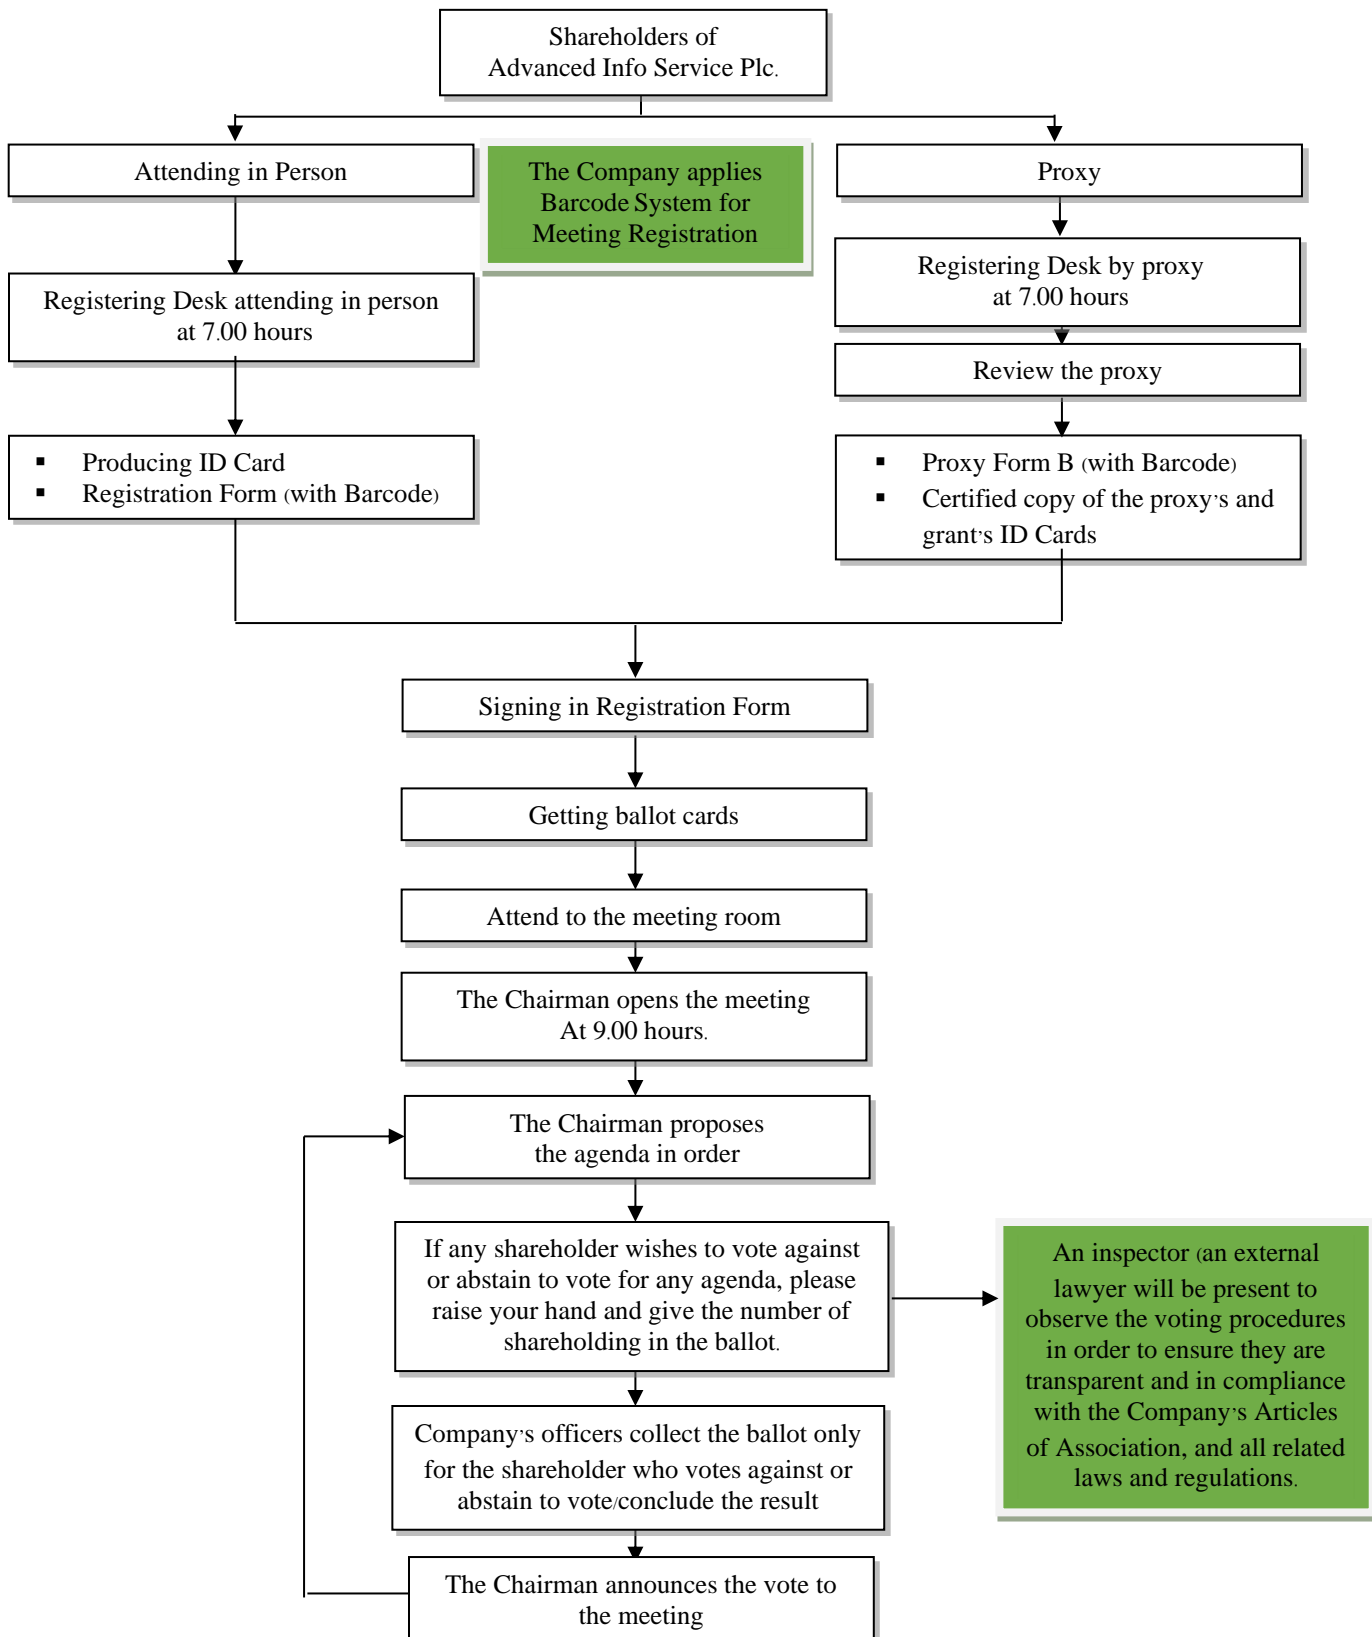 Shareholders of
Advanced Info Service Plc.
Attending in Person
The Company applies
Barcode System for
Meeting Registration
Proxy
Registering Desk attending in person
at 7.00 hours
Registering Desk by proxy
at 7.00 hours
Review the proxy
▪ Producing ID Card
▪ Registration Form (with Barcode)
▪ Proxy Form B (with Barcode)
▪ Certified copy of the proxy's and
grant's ID Cards
Signing in Registration Form
Getting ballot cards
Attend to the meeting room
The Chairman opens the meeting
At 9.00 hours.
The Chairman proposes
the agenda in order
If any shareholder wishes to vote against
or abstain to vote for any agenda, please
raise your hand and give the number of
shareholding in the ballot.
An inspector (an external
lawyer will be present to
observe the voting procedures
in order to ensure they are
transparent and in compliance
with the Company's Articles
of Association, and all related
laws and regulations.
Company's officers collect the ballot only
for the shareholder who votes against or
abstain to vote/conclude the result
The Chairman announces the vote to
the meeting